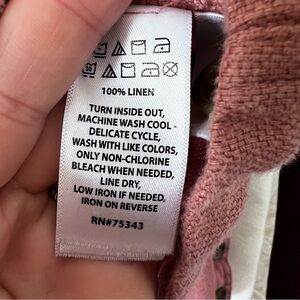 100% LINEN
TURN INSIDE OUT,
MACHINE WASH COOL -
DELICATE CYCLE,
WASH WITH LIKE COLORS,
ONLY NON-CHLORINE
BLEACH WHEN NEEDED,
LINE DRY,
LOW IRON IF NEEDED,
IRON ON REVERSE
RN#75343